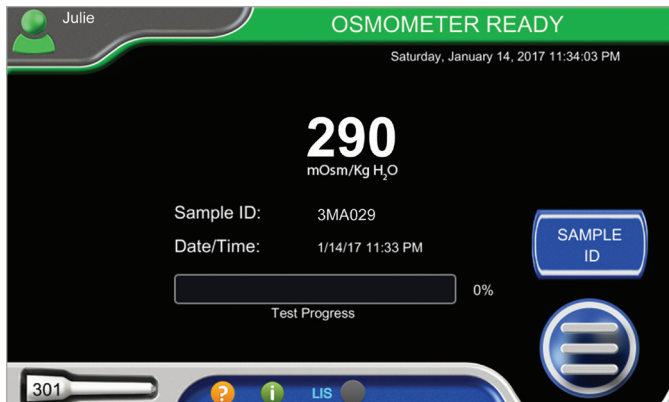 Julie
OSMOMETER READY
Saturday, January 14, 2017 11:34:03 PM
290
mOsm/Kg H₂O
Sample ID: 3MA029
Date/Time: 1/14/17 11:33 PM
SAMPLE
ID
0%
Test Progress
301
? i LIS